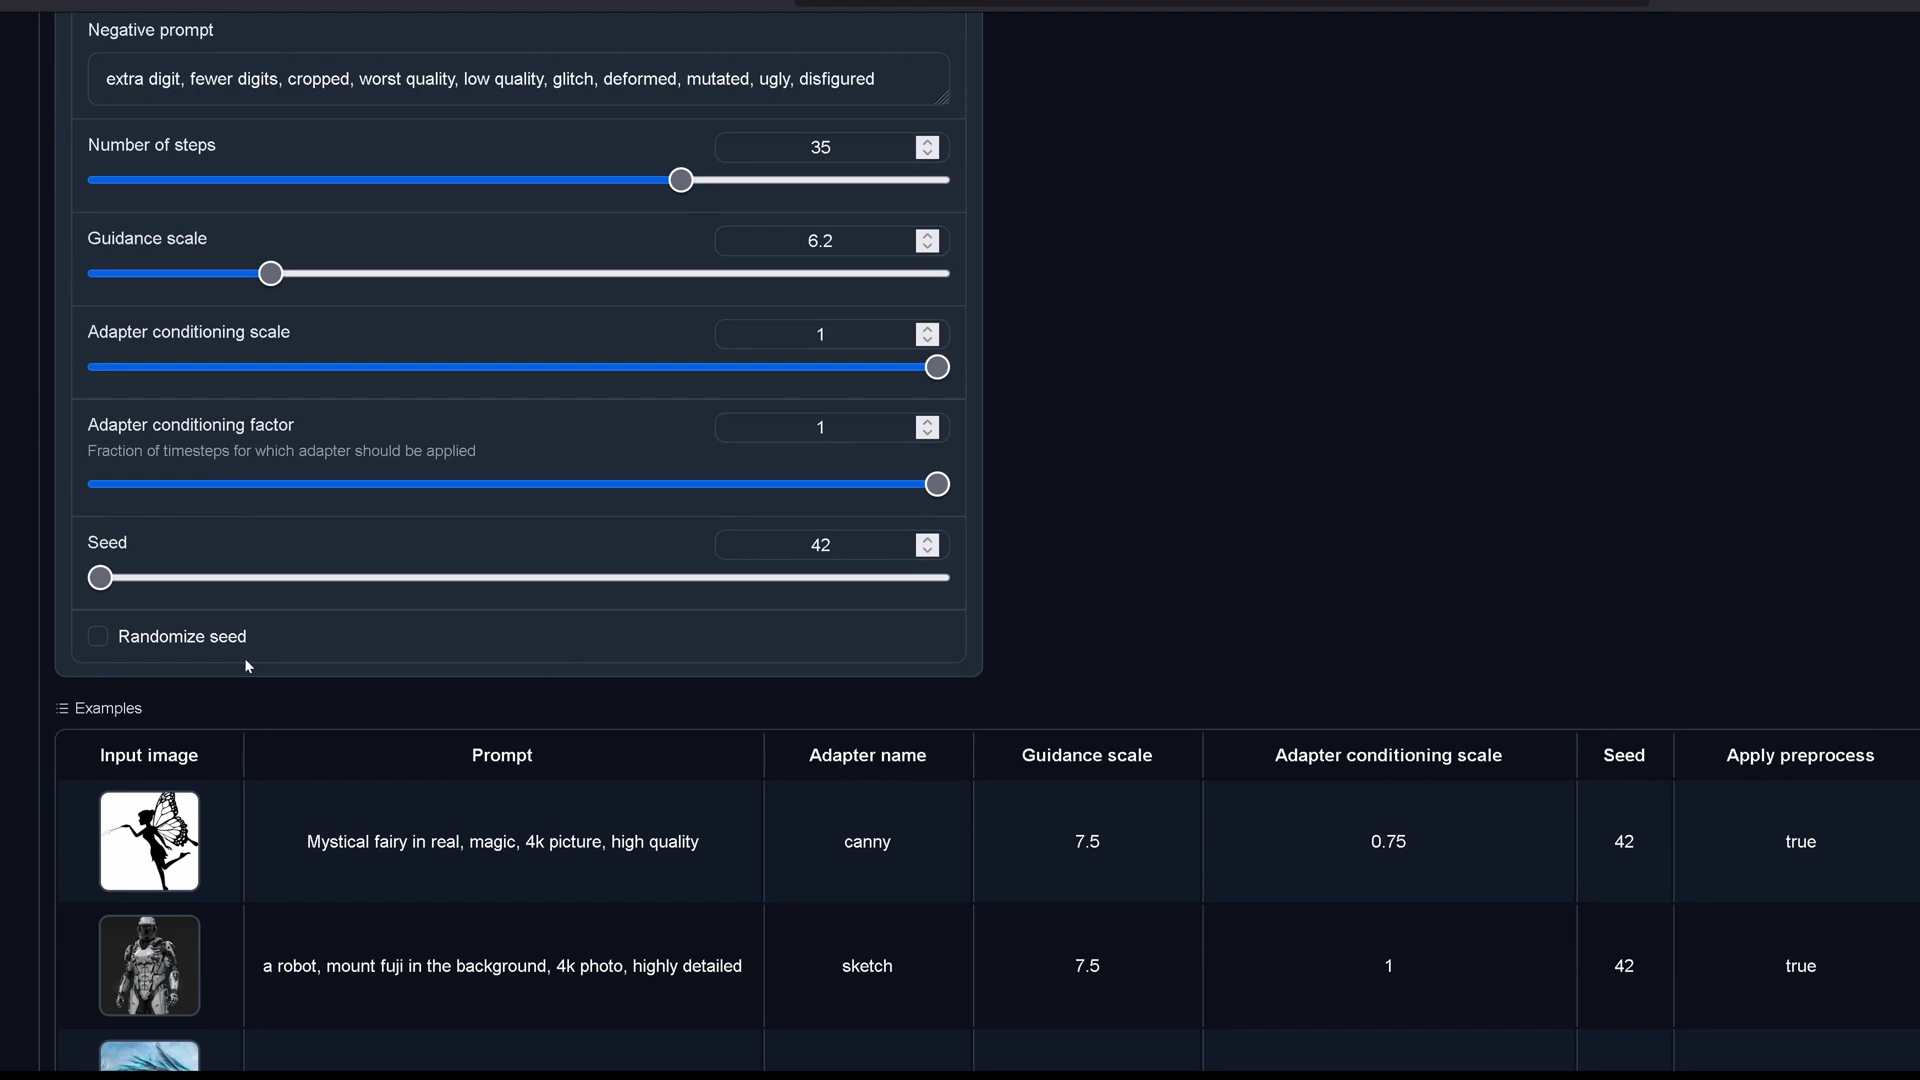 Negative prompt
extra digit, fewer digits, cropped, worst quality, low quality, glitch, deformed, mutated, ugly, disfigured
Number of steps
35
Guidance scale
6.2
Adapter conditioning scale
1
Adapter conditioning factor
1
Fraction of timesteps for which adapter should be applied
Seed
42
Randomize seed
Examples
Input image Prompt Adapter name Guidance scale Adapter conditioning scale Seed Apply preprocess
Mystical fairy in real, magic, 4k picture, high quality canny 7.5 0.75 42 true
a robot, mount fuji in the background, 4k photo, highly detailed sketch 7.5 1 42 true